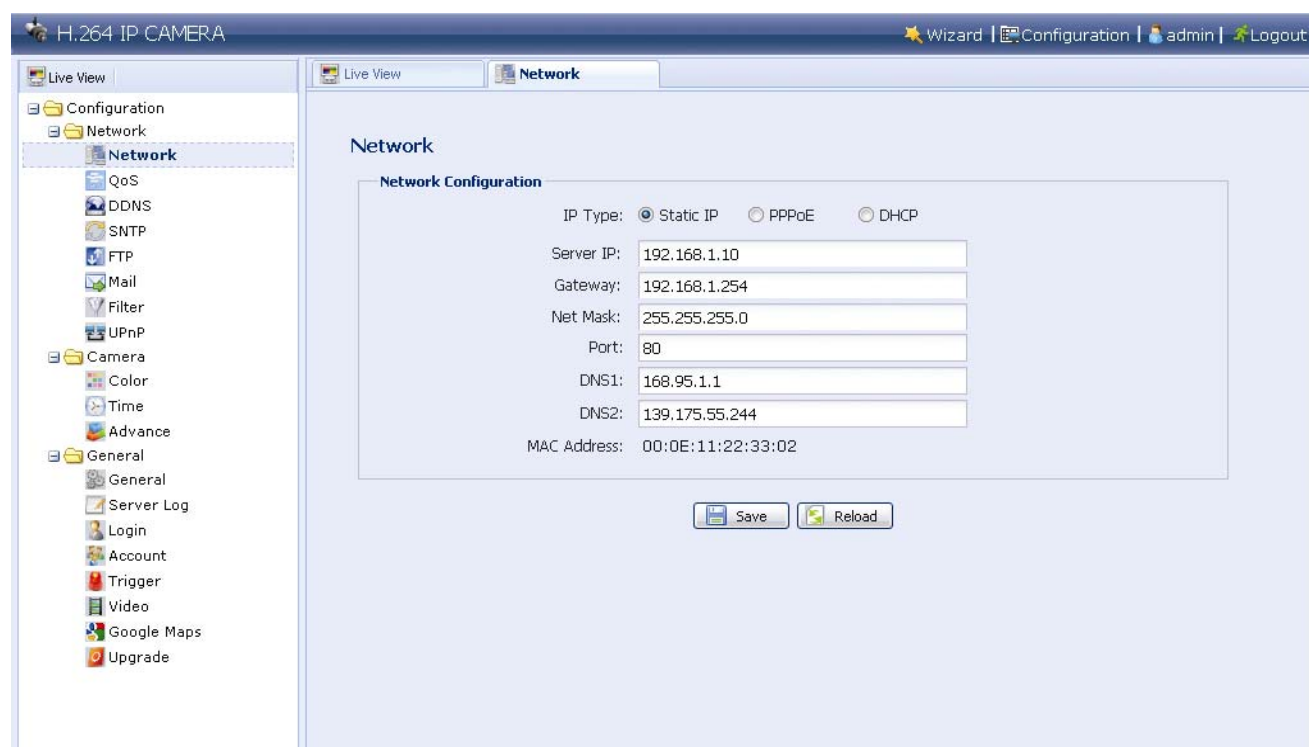 H.264 IP CAMERA
Wizard | Configuration | admin | Logout
Live View
Configuration
Network
Network
QoS
DDNS
SNTP
FTP
Mail
Filter
UPnP
Camera
Color
Time
Advance
General
General
Server Log
Login
Account
Trigger
Video
Google Maps
Upgrade
Live View Network
Network
Network Configuration
IP Type: Static IP PPPoE DHCP
Server IP: 192.168.1.10
Gateway: 192.168.1.254
Net Mask: 255.255.255.0
Port: 80
DNS1: 168.95.1.1
DNS2: 139.175.55.244
MAC Address: 00:0E:11:22:33:02
Save Reload